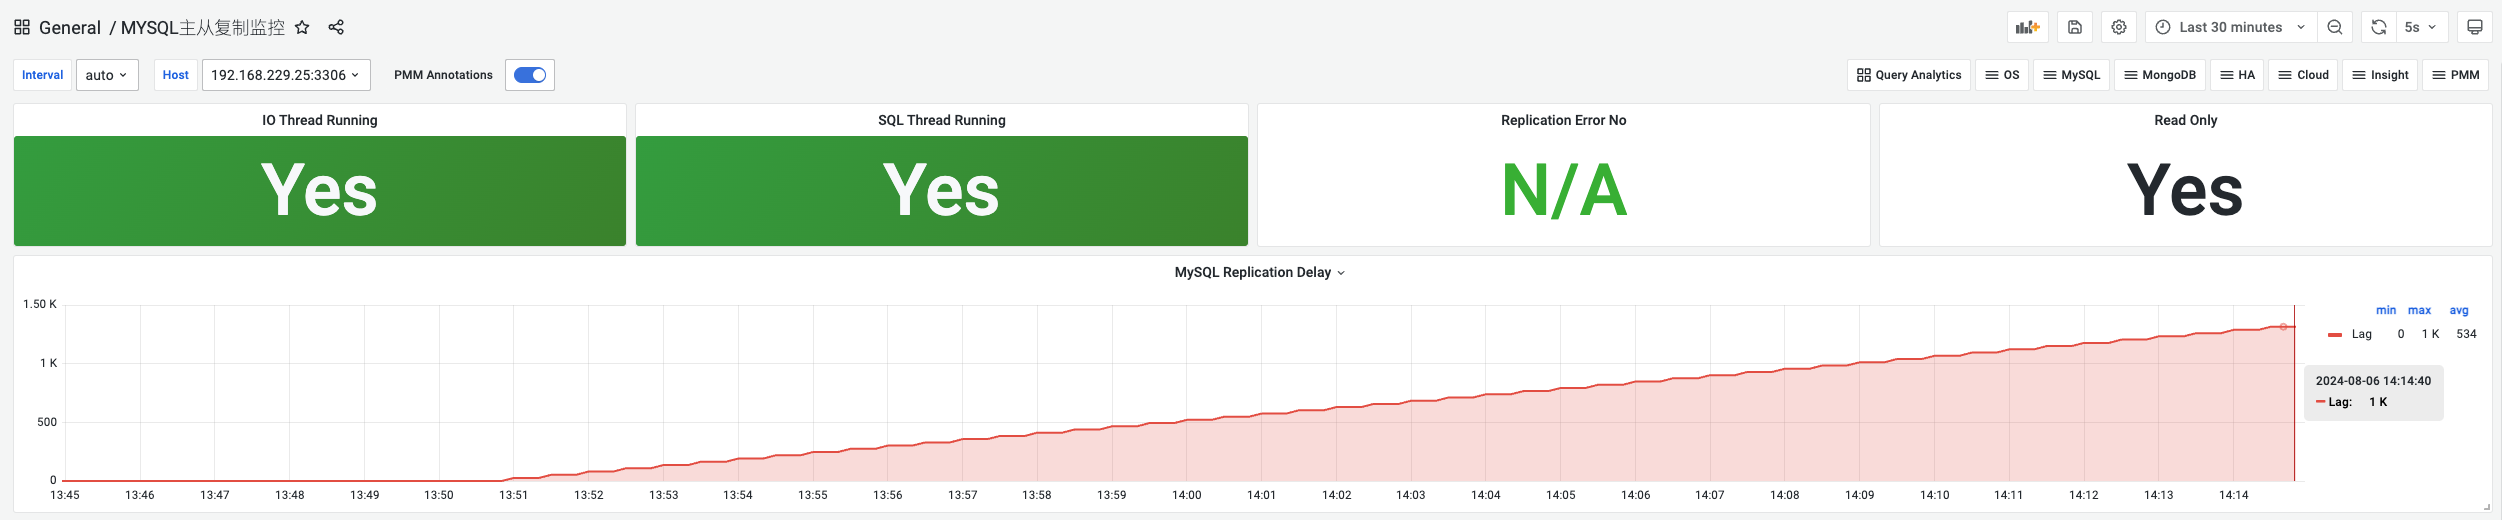 General / MYSQL主从复制监控
Last 30 minutes
5s
Interval auto Host 192.168.229.25:3306 PMM Annotations
Query Analytics OS MySQL MongoDB HA Cloud Insight PMM
IO Thread Running
Yes
SQL Thread Running
Yes
Replication Error No
N/A
Read Only
Yes
MySQL Replication Delay
1.50 K
1 K
500
0
13:45 13:46 13:47 13:48 13:49 13:50 13:51 13:52 13:53 13:54 13:55 13:56 13:57 13:58 13:59 14:00 14:01 14:02 14:03 14:04 14:05 14:06 14:07 14:08 14:09 14:10 14:11 14:12 14:13 14:14
min max avg
Lag 0 1 K 534
2024-08-06 14:14:40
Lag: 1 K